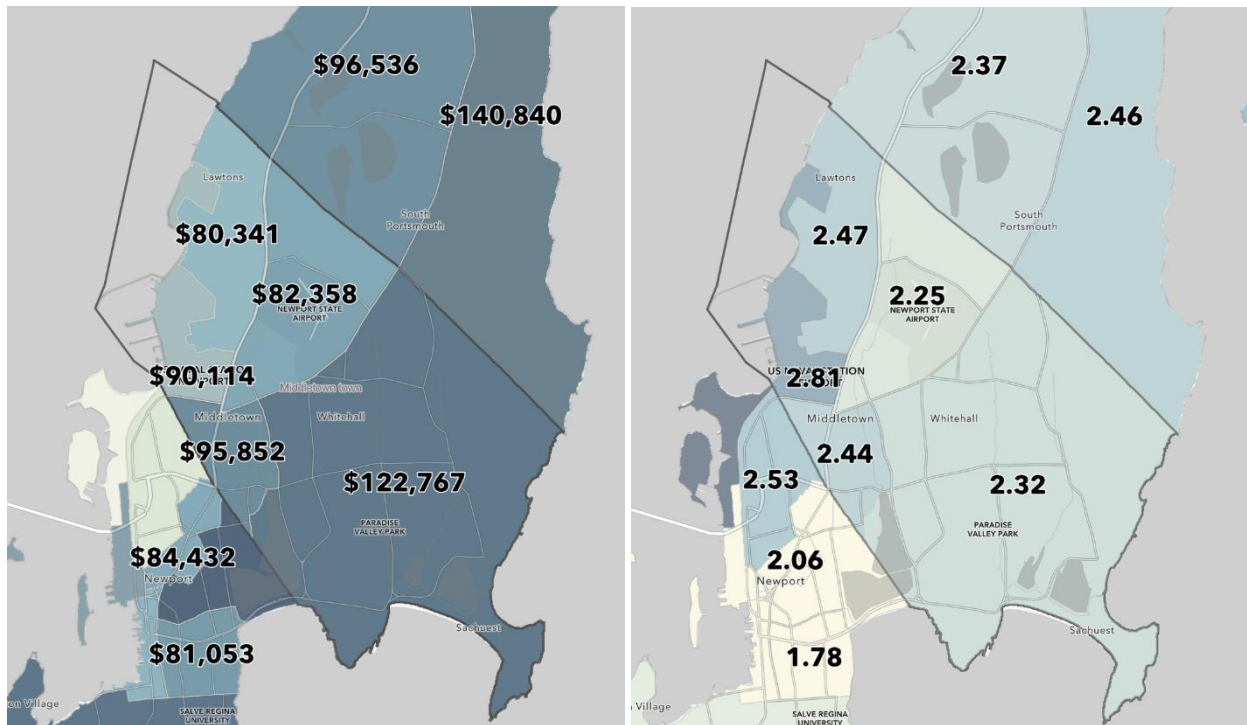 $96,536
$140,840
Lawtons
South
Portsmouth
$80,341
$82,358
NEWPORT STATE
AIRPORT
$90,114
Middletown town
Middletown
Whitehall
$95,852
$122,767
PARADISE
VALLEY PARK
$84,432
Newport
Sachuest
$81,053
on Village
SALVE REGINA
UNIVERSITY
2.37
2.46
Lawtons
South
Portsmouth
2.47
2.25
NEWPORT STATE
AIRPORT
2.81
Middletown
Whitehall
2.44
2.53
2.32
PARADISE
VALLEY PARK
2.06
Newport
Sachuest
1.78
on Village
SALVE REGINA
UNIVERSITY